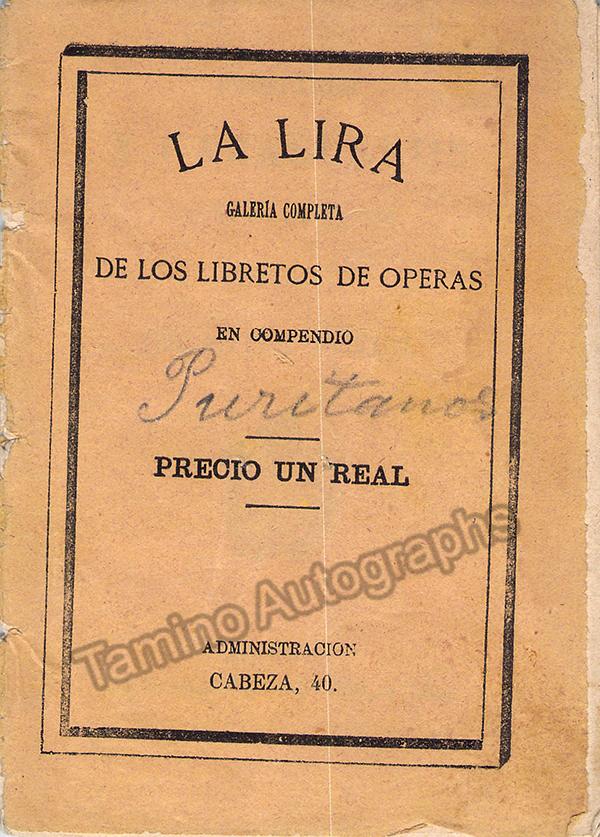 LA LIRA
GALERÍA COMPLETA
DE LOS LIBRETOS DE OPERAS
EN COMPENDIO
Puritanos
PRECIO UN REAL
Tamino Autographs
ADMINISTRACION
CABEZA, 40.